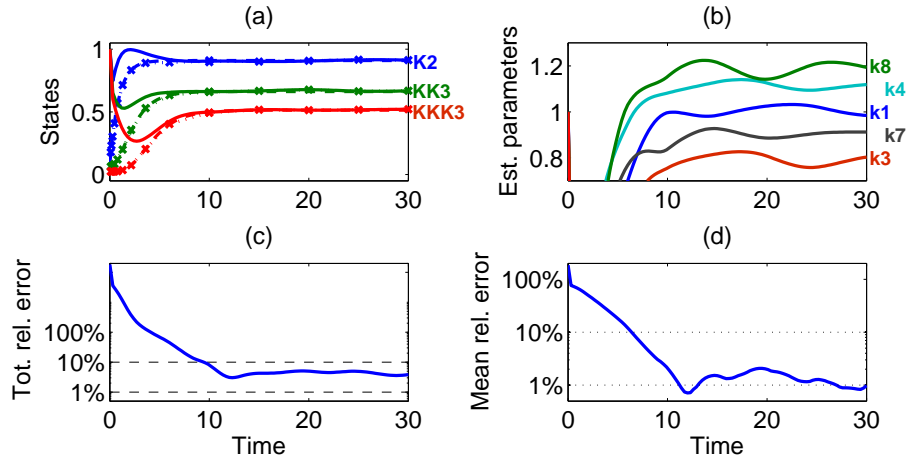 (a)
States
1
0.5
0
0
10
20
30
K2
KK3
KKK3
(b)
Est. parameters
1.2
1
0.8
0
10
20
30
k8
k4
k1
k7
k3
(c)
Tot. rel. error
100%
10%
1%
0
10
20
30
Time
(d)
Mean rel. error
100%
10%
1%
0
10
20
30
Time